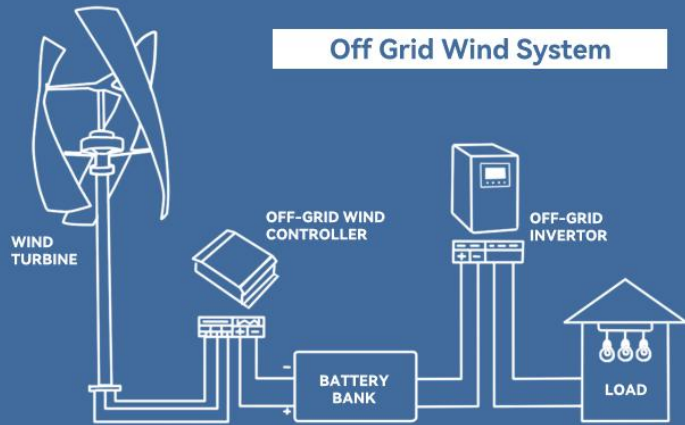 Off Grid Wind System
WIND
TURBINE
OFF-GRID WIND
CONTROLLER
OFF-GRID
INVERTOR
+ −
+ −
−
+
BATTERY
BANK
LOAD